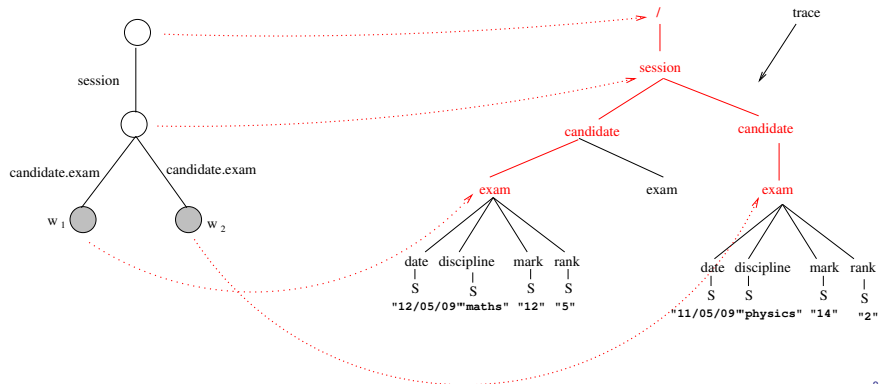 /
trace
session
session
candidate
candidate
candidate.exam
candidate.exam
exam
exam
exam
w 1
w 2
date discipline mark rank
date discipline mark rank
S S S S
S S S S
"12/05/09" "maths" "12" "5"
"11/05/09" "physics" "14" "2"